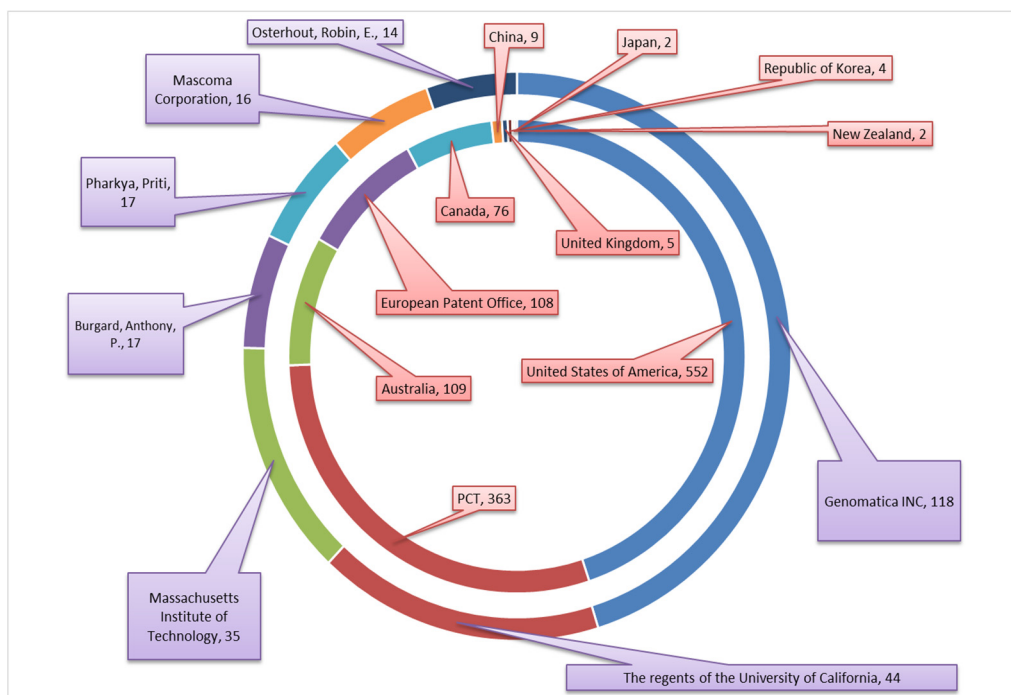 Osterhout, Robin, E., 14
China, 9
Japan, 2
Republic of Korea, 4
Mascoma
Corporation, 16
New Zealand, 2
Pharkya, Priti,
17
Canada, 76
United Kingdom, 5
European Patent Office, 108
Burgard, Anthony,
P., 17
United States of America, 552
Australia, 109
PCT, 363
Genomatica INC, 118
Massachusetts
Institute of
Technology, 35
The regents of the University of California, 44